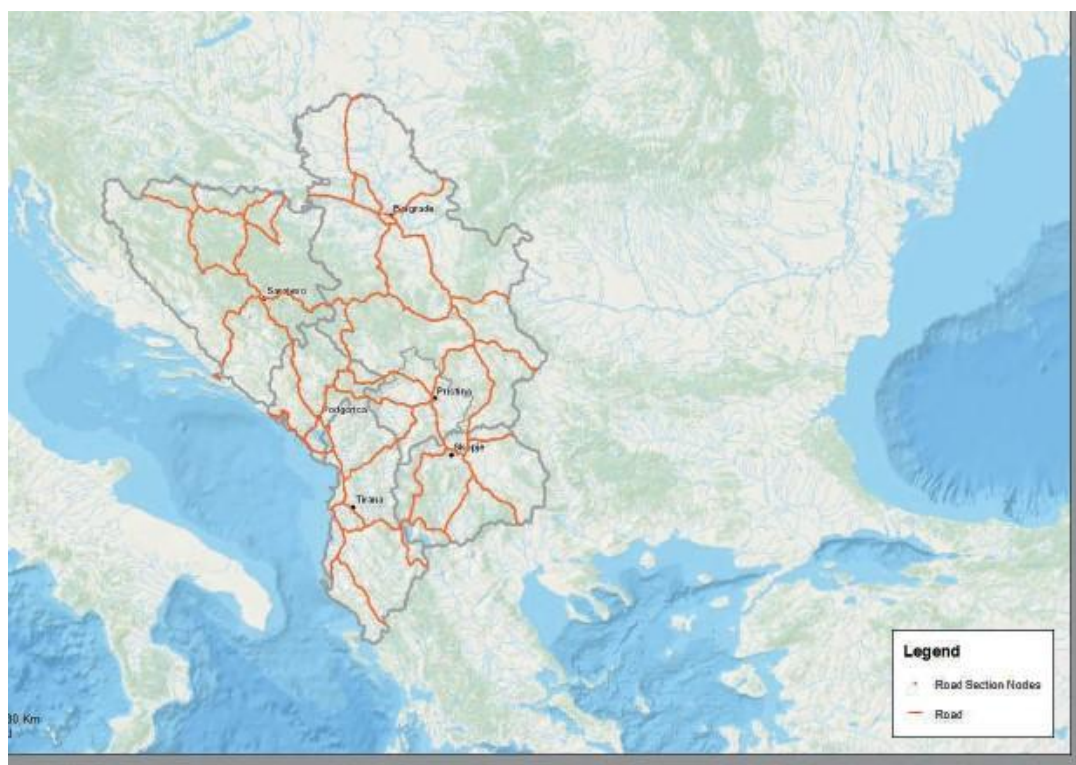 Belgrade
Sarajevo
Pristina
Podgorica
Skopje
Tirana
Legend
Road Section Nodes
Road
Km